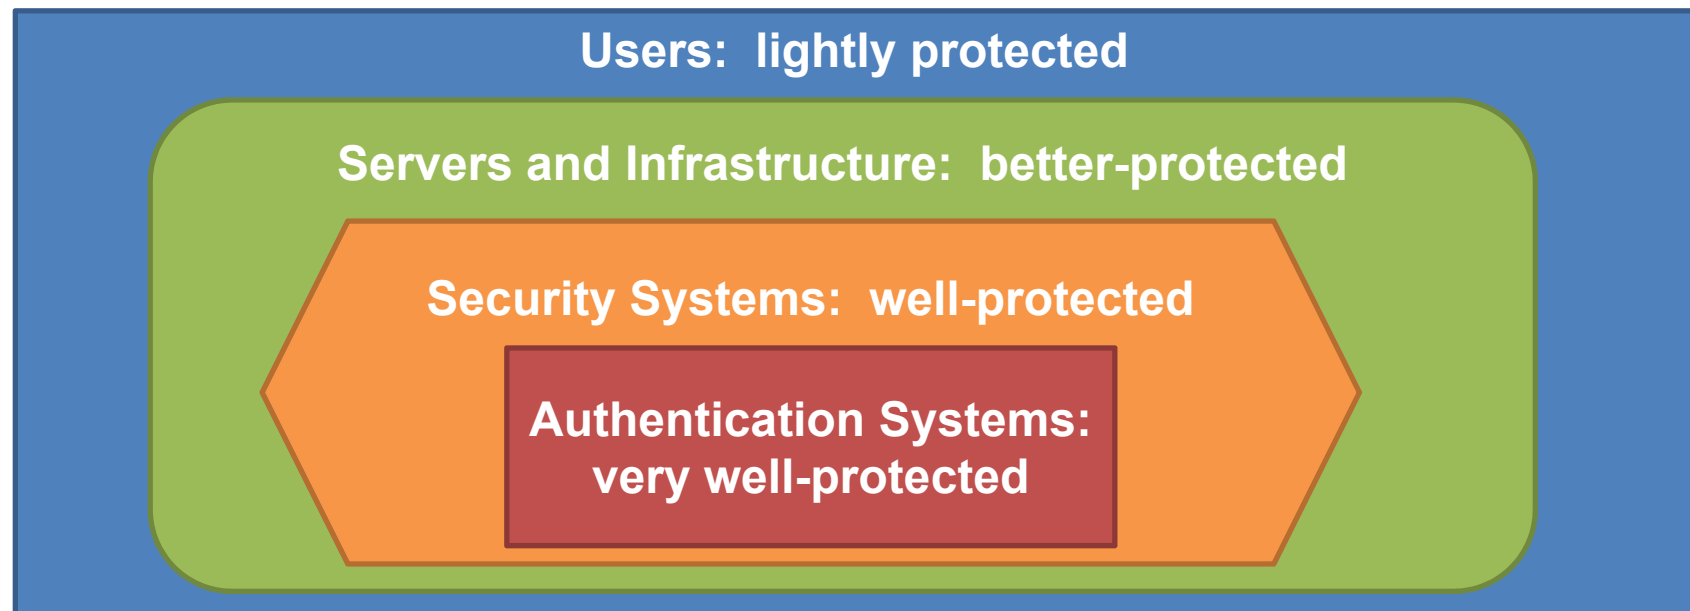 Users:  lightly protected
Servers and Infrastructure:  better-protected
Security Systems:  well-protected
Authentication Systems:
very well-protected